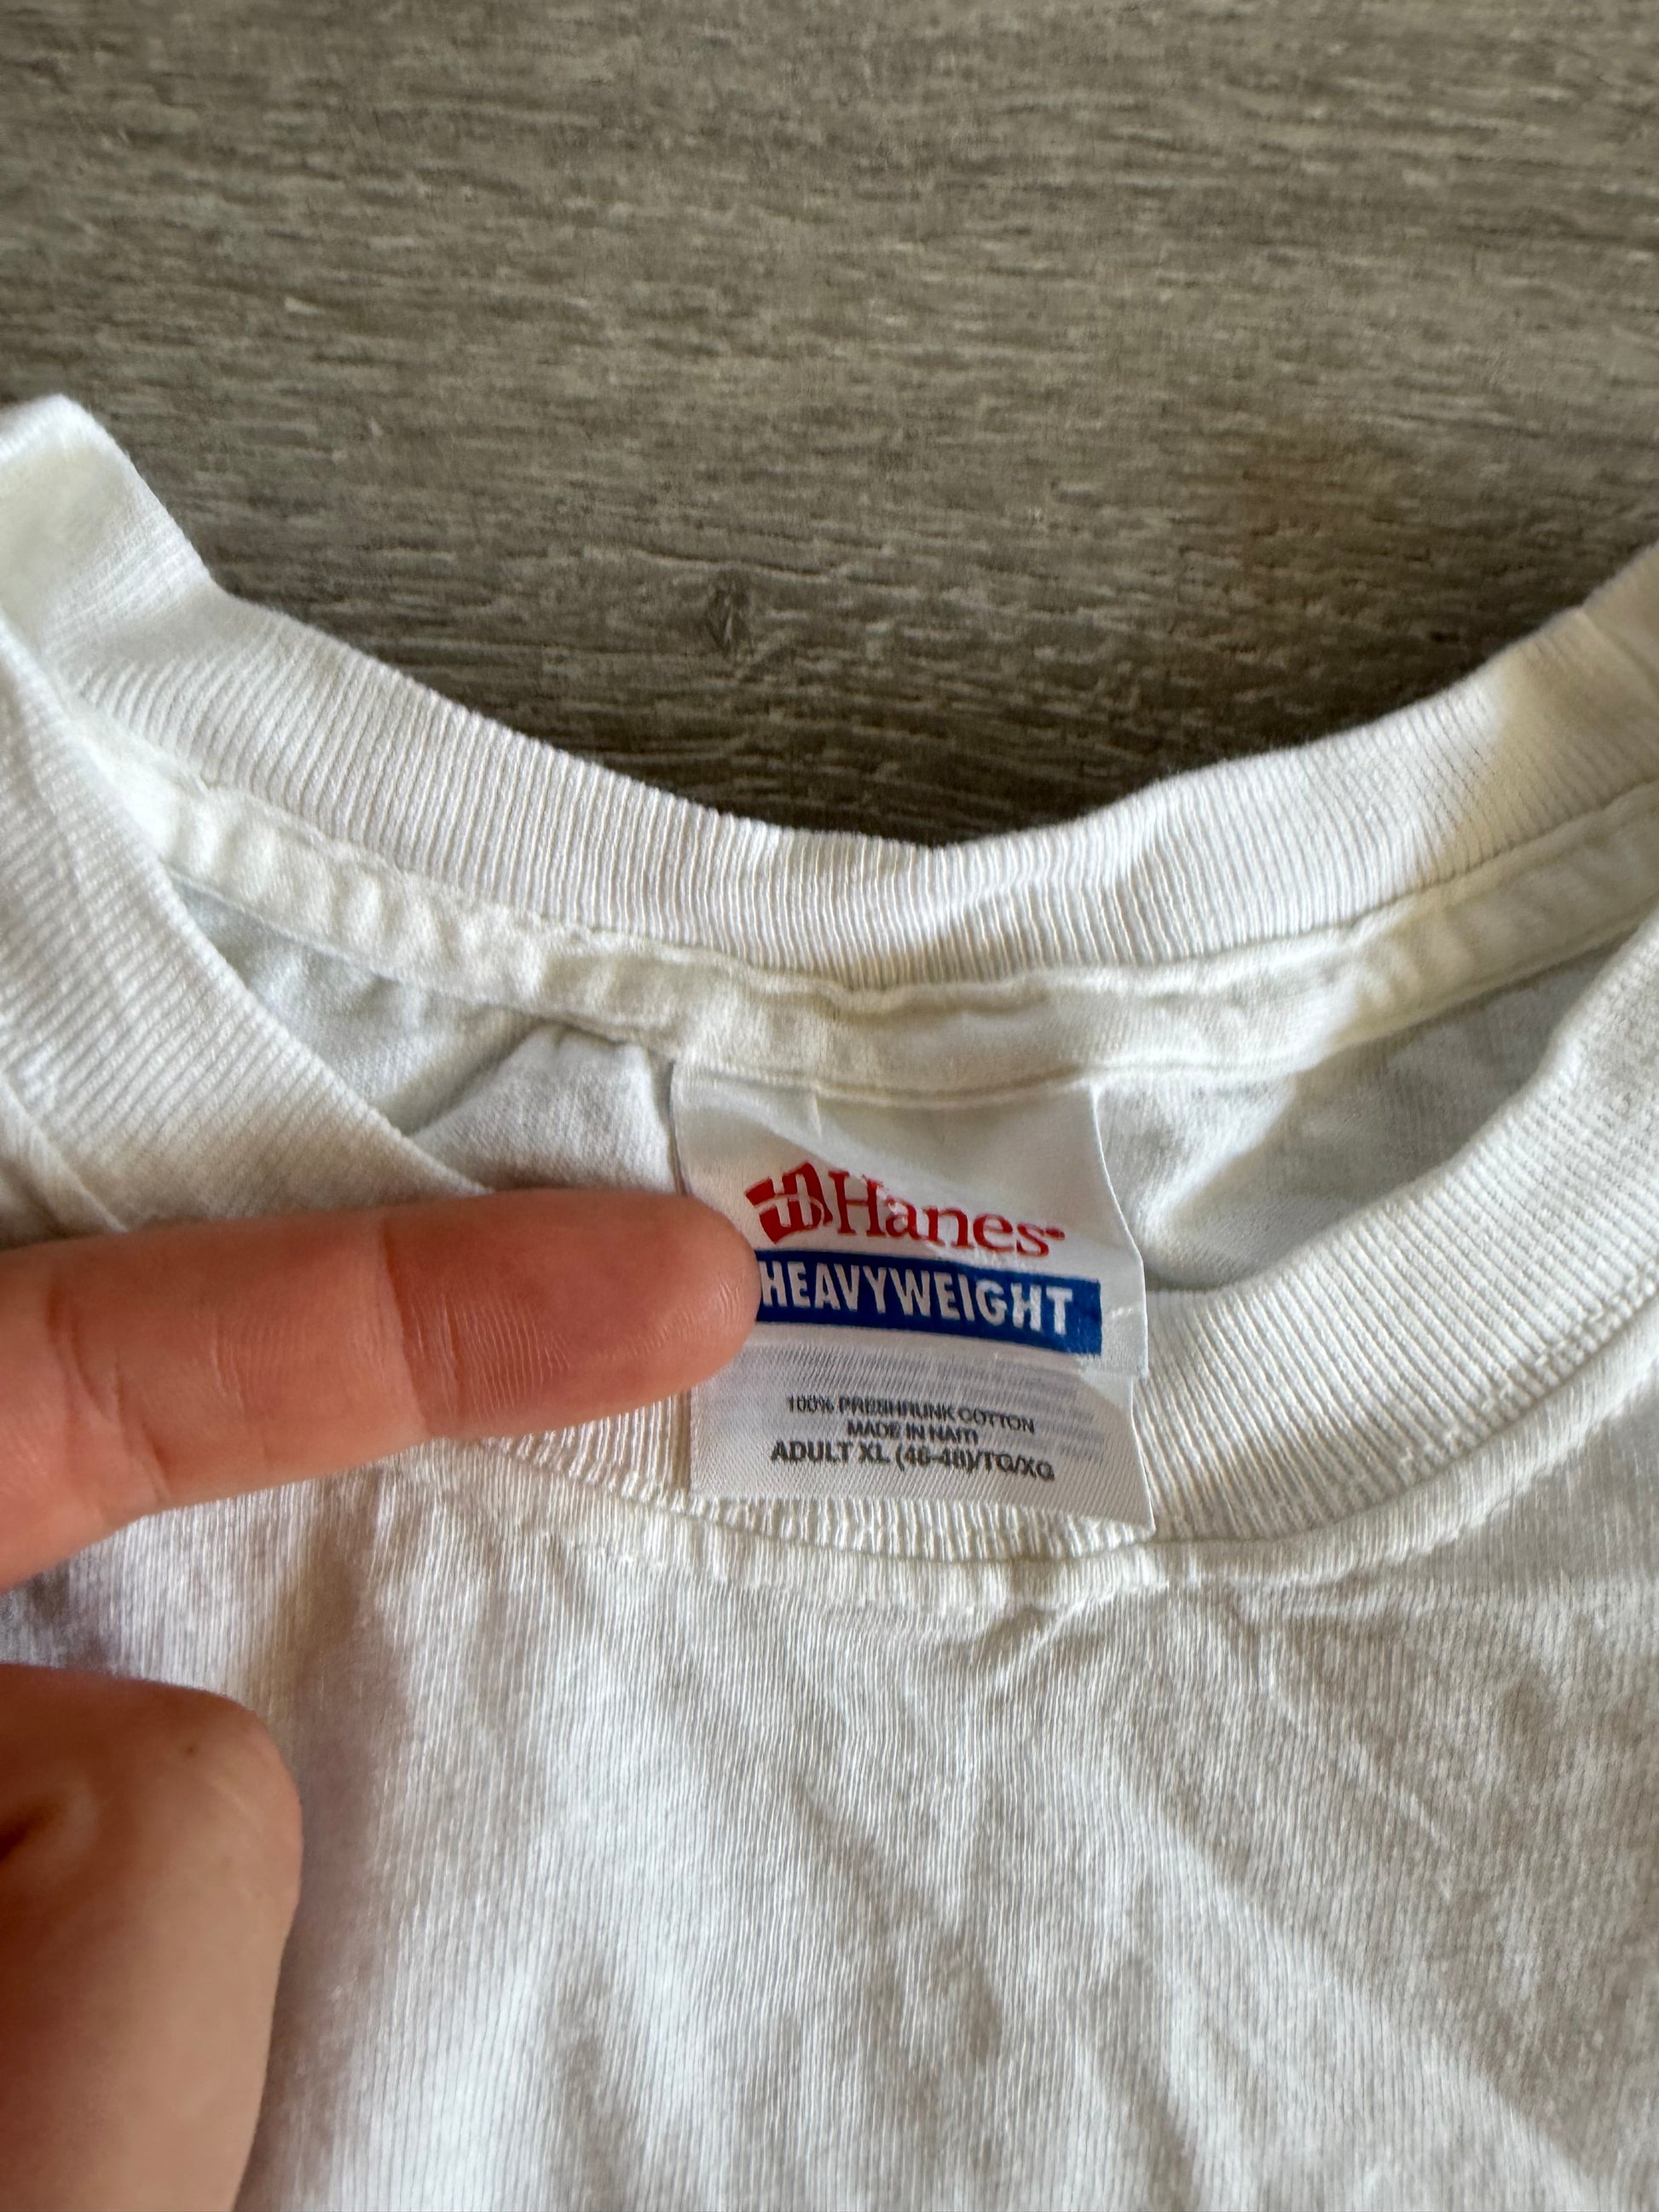 Hanes
HEAVYWEIGHT
100% PRESHRUNK COTTON
MADE IN HAITI
ADULT XL (46-48)/TG/XG